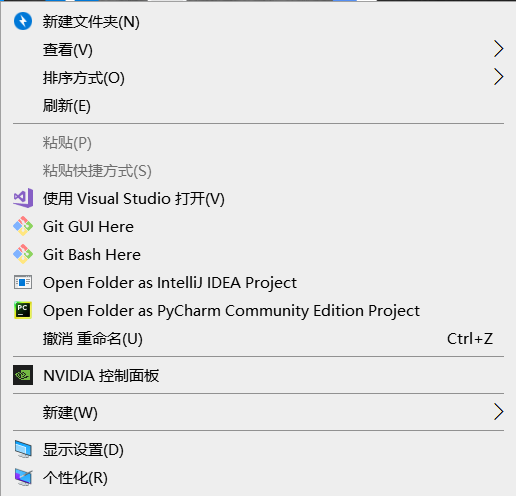 新建文件夹(N)
查看(V)
排序方式(O)
刷新(E)
粘贴(P)
粘贴快捷方式(S)
使用 Visual Studio 打开(V)
Git GUI Here
Git Bash Here
Open Folder as IntelliJ IDEA Project
PC Open Folder as PyCharm Community Edition Project
撤消 重命名(U) Ctrl+Z
NVIDIA 控制面板
新建(W)
显示设置(D)
个性化(R)